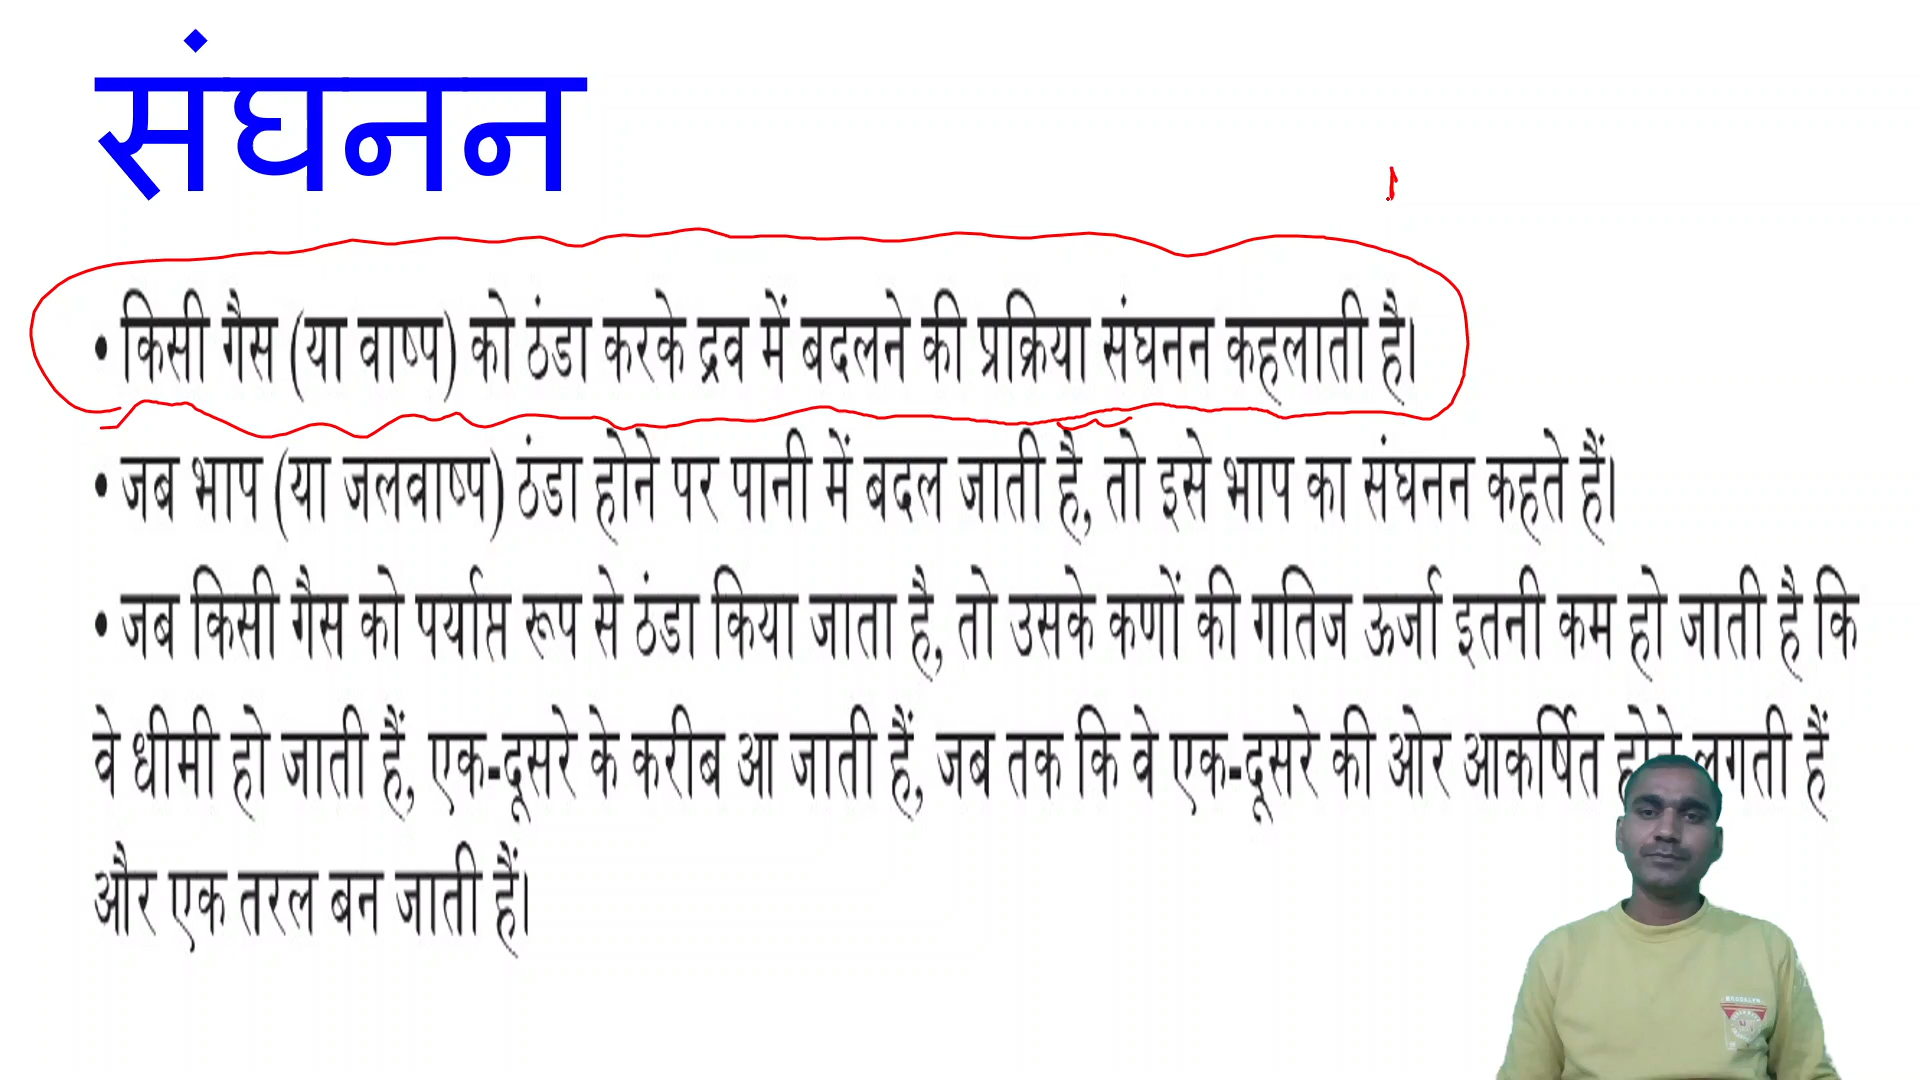 संघनन
• किसी गैस (या वाष्प) को ठंडा करके द्रव में बदलने की प्रक्रिया संघनन कहलाती है।
• जब भाप (या जलवाष्प) ठंडा होने पर पानी में बदल जाती है, तो इसे भाप का संघनन कहते हैं।
• जब किसी गैस को पर्याप्त रूप से ठंडा किया जाता है, तो उसके कणों की गतिज ऊर्जा इतनी कम हो जाती है कि
वे धीमी हो जाती हैं, एक-दूसरे के करीब आ जाती हैं, जब तक कि वे एक-दूसरे की ओर आकर्षित होने लगती हैं
और एक तरल बन जाती हैं।
BROOKLYN